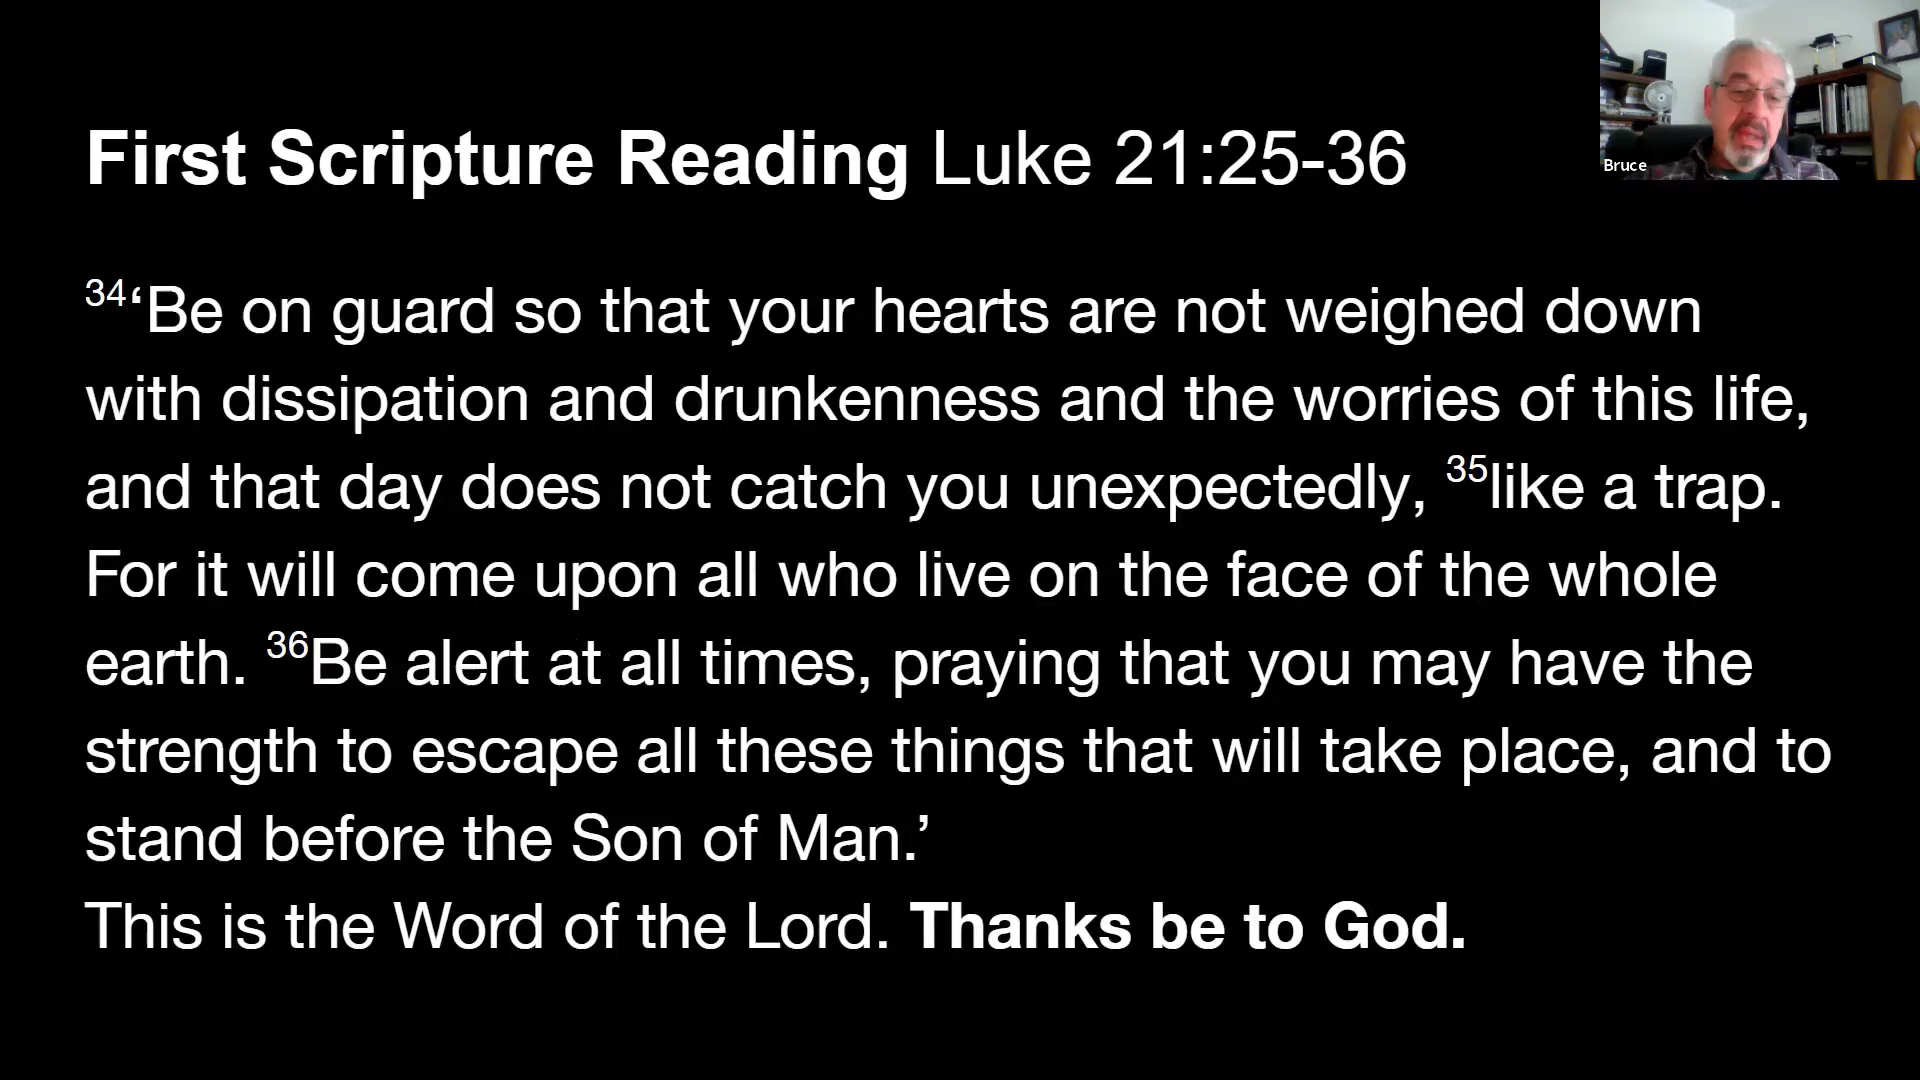 First Scripture Reading Luke 21:25-36
Bruce
34‘Be on guard so that your hearts are not weighed down
with dissipation and drunkenness and the worries of this life,
and that day does not catch you unexpectedly, 35like a trap.
For it will come upon all who live on the face of the whole
earth. 36Be alert at all times, praying that you may have the
strength to escape all these things that will take place, and to
stand before the Son of Man.’
This is the Word of the Lord. Thanks be to God.